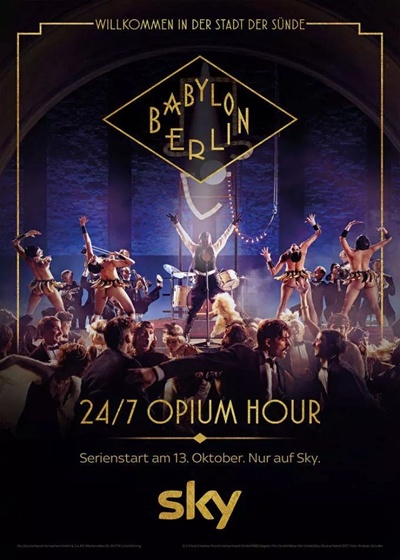 WILLKOMMEN IN DER STADT DER SÜNDE
BABYLON
BERLIN
24/7 OPIUM HOUR
Serienstart am 13. Oktober. Nur auf Sky.
sky